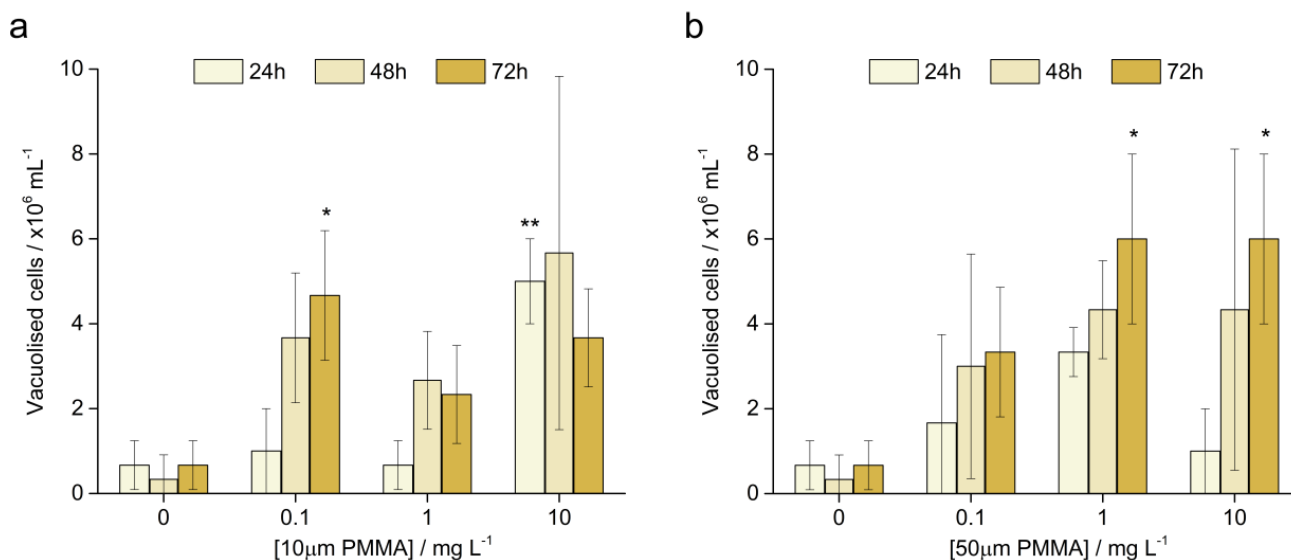 a
24h 48h 72h
10
8
6
4
2
0
Vacuolised cells / x10⁶ mL⁻¹
*
**
0 0.1 1 10
[10μm PMMA] / mg L⁻¹
b
24h 48h 72h
10
8
6
4
2
0
Vacuolised cells / x10⁶ mL⁻¹
* *
0 0.1 1 10
[50μm PMMA] / mg L⁻¹